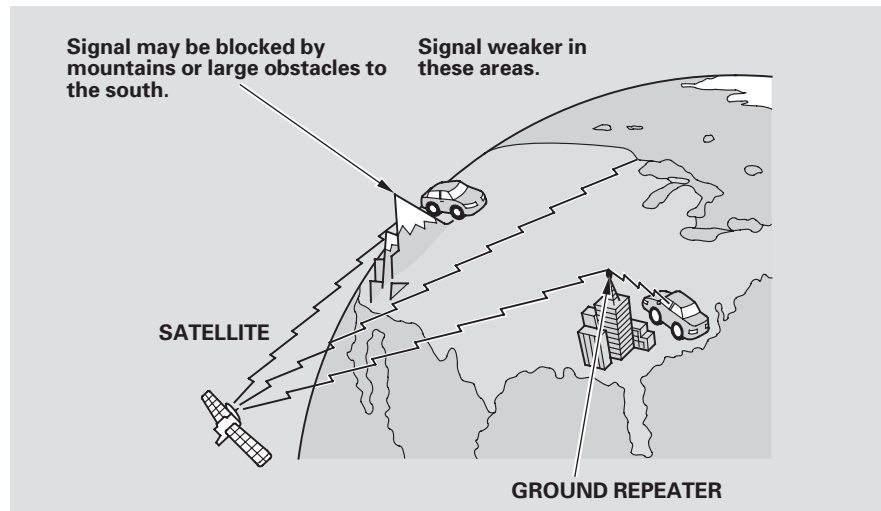 Signal may be blocked by
mountains or large obstacles to
the south.
Signal weaker in
these areas.
SATELLITE
GROUND REPEATER